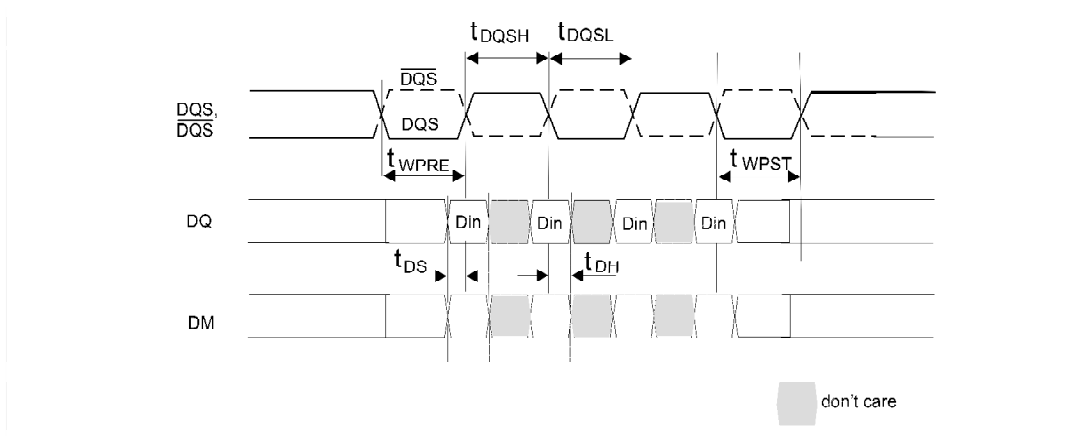 tDQSH tDQSL
DQS
DQS,
DQS
DQS
tWPRE
tWPST
DQ
Din Din Din Din
tDS
tDH
DM
don't care